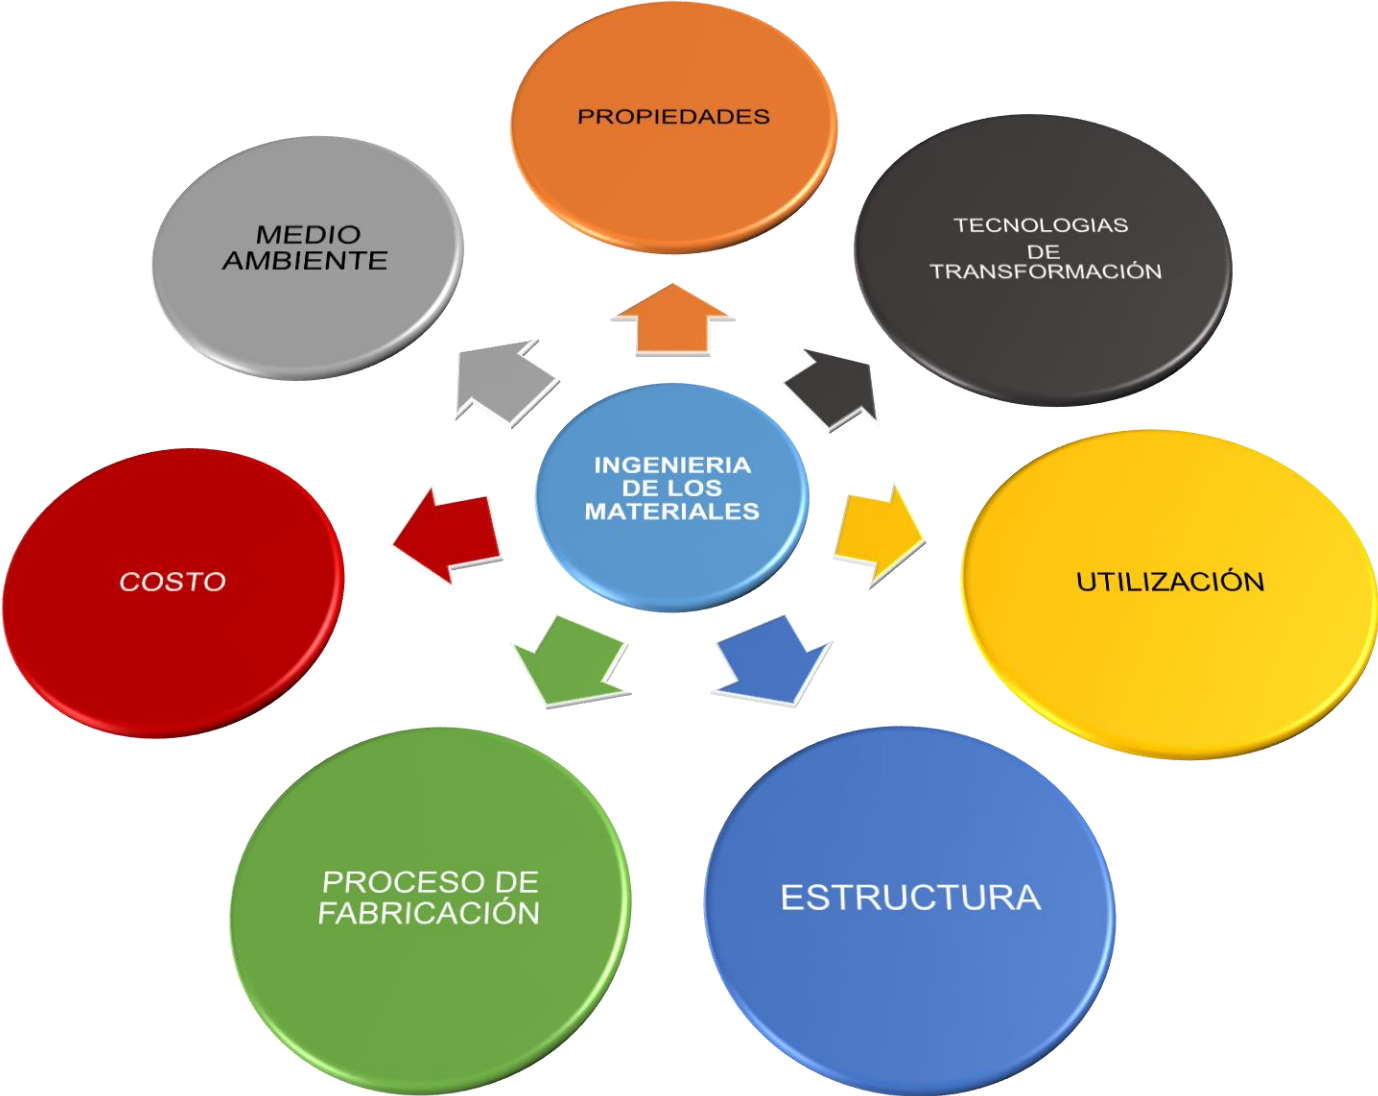 PROPIEDADES
TECNOLOGIAS
DE
TRANSFORMACIÓN
MEDIO
AMBIENTE
INGENIERIA
DE LOS
MATERIALES
COSTO
UTILIZACIÓN
PROCESO DE
FABRICACIÓN
ESTRUCTURA